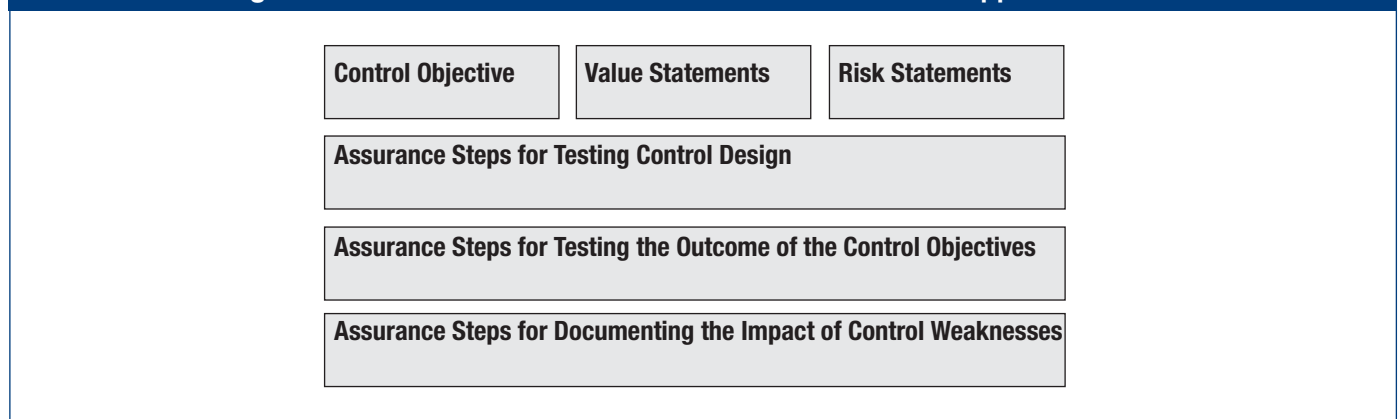 Control Objective
Value Statements
Risk Statements
Assurance Steps for Testing Control Design
Assurance Steps for Testing the Outcome of the Control Objectives
Assurance Steps for Documenting the Impact of Control Weaknesses